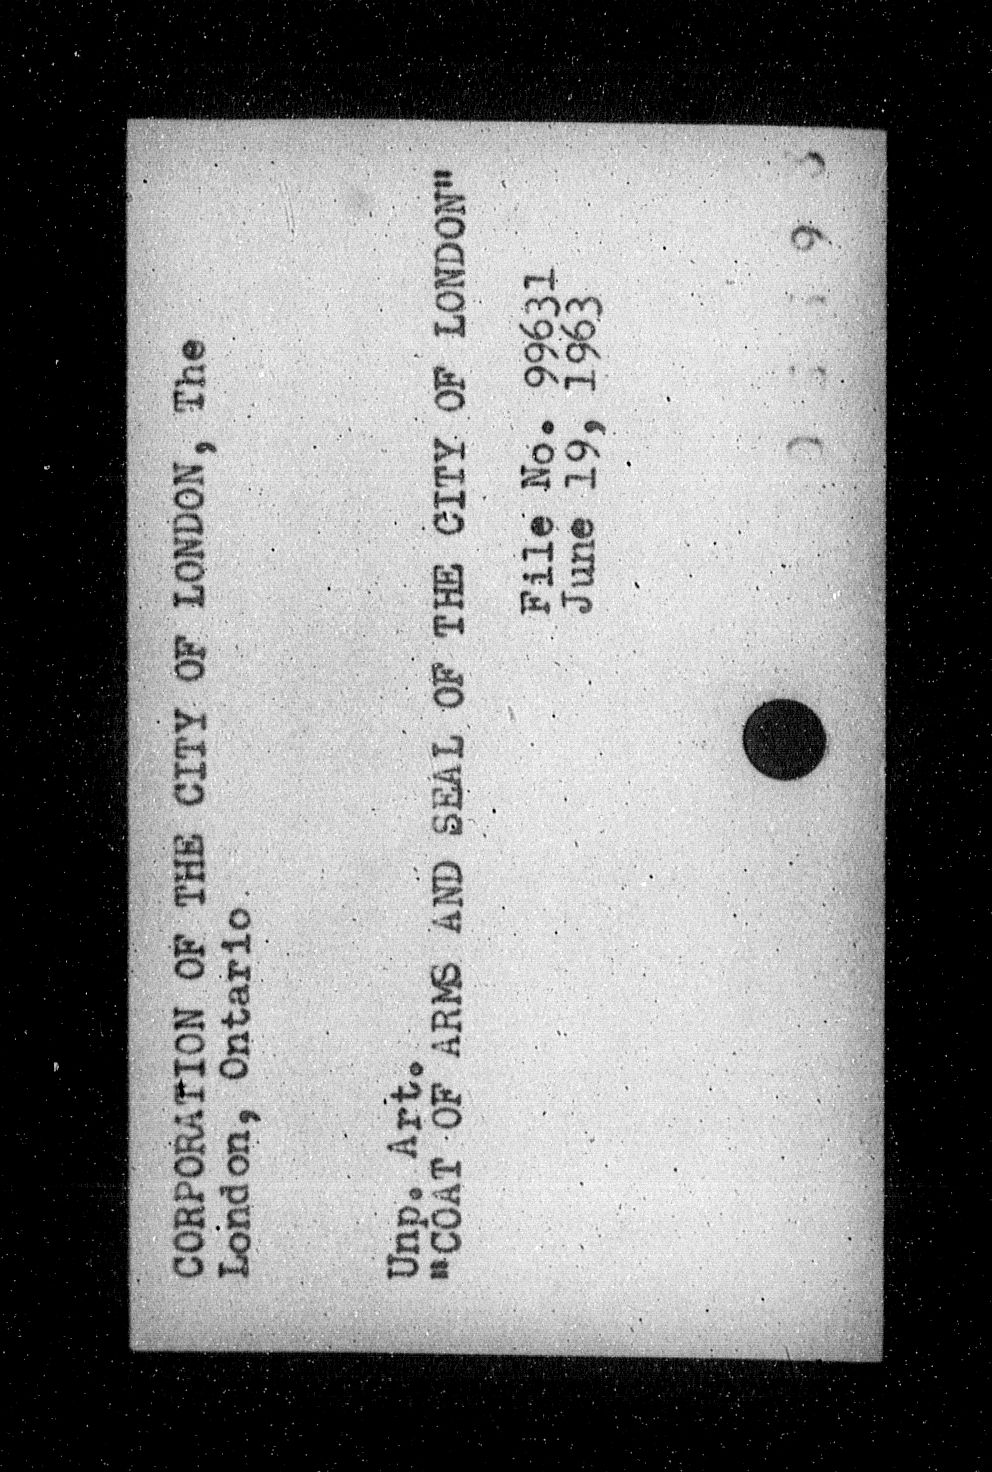 CORPORATION OF THE CITY OF LONDON, The
London, Ontario
Unp. Art.
"COAT OF ARMS AND SEAL OF THE CITY OF LONDON"
File No. 99631
June 19, 1963